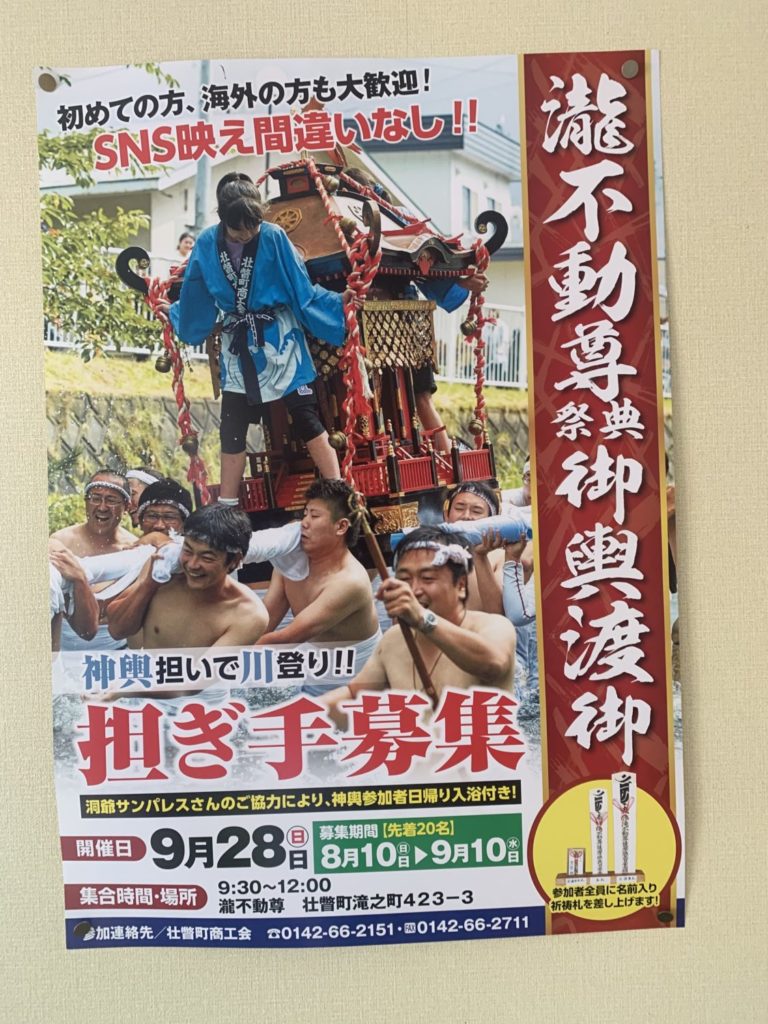 初めての方、海外の方も大歓迎!
SNS映え間違いなし!!
瀧不動尊祭典御輿渡御
壮瞥町商工会
神輿担いで川登り!!
担ぎ手募集
洞爺サンパレスさんのご協力により、神輿参加者日帰り入浴付き!
開催日 9月28日㊐
募集期間【先着20名】
8月10日㊐▶9月10日㊌
集合時間・場所
9:30~12:00
瀧不動尊 壮瞥町滝之町423-3
参加者全員に名前入り
祈祷札を差し上げます!
参加連絡先/壮瞥町商工会 ☎0142-66-2151・FAX0142-66-2711